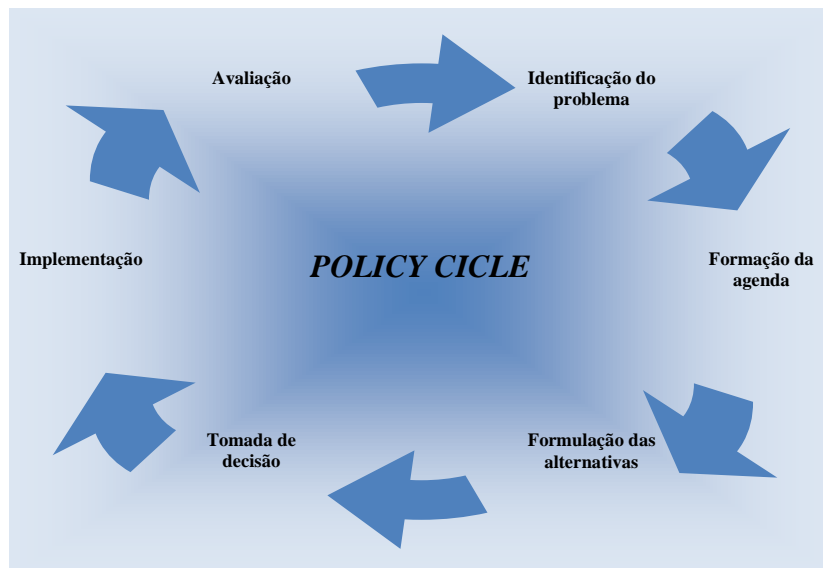 Avaliação
Identificação do
problema
Implementação
POLICY CICLE
Formação da
agenda
Tomada de
decisão
Formulação das
alternativas